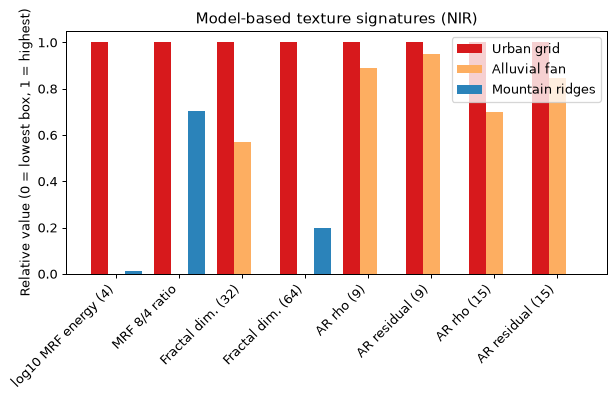 Model-based texture signatures (NIR)
Relative value (0 = lowest box, 1 = highest)
1.0
0.8
0.6
0.4
0.2
0.0
Urban grid
Alluvial fan
Mountain ridges
log10 MRF energy (4)
MRF 8/4 ratio
Fractal dim. (32)
Fractal dim. (64)
AR rho (9)
AR residual (9)
AR rho (15)
AR residual (15)